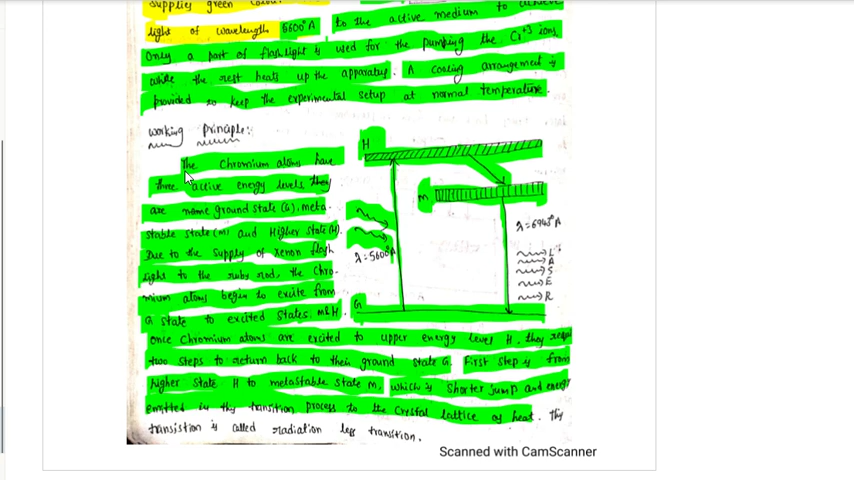 supplies green
light of wavelength 5600°A to the active medium to achieve
Only a part of flash light is used for the pumping the Cr+3 ions
while the rest heats up the apparatus. A cooling arrangement is
provided to keep the experimental setup at normal temperature.
working principle:
The Chromium atoms have
three active energy levels they
are name ground state (G), meta
stable state (M) and Higher state (H).
Due to the supply of Xenon flash
light to the ruby rod, the chro-
mium atoms begin to excite from
G state to excited states, M&H.
H
M
λ=5600°A
λ=6943°A
L
A
S
E
R
G
once Chromium atoms are excited to upper energy level H. they
two steps to return back to their ground state G. First step is from
higher state H to metastable state M, which is shorter jump and energy
emitted in this transition process to the crystal lattice as heat. This
transistion is called radiation less transition.
Scanned with CamScanner